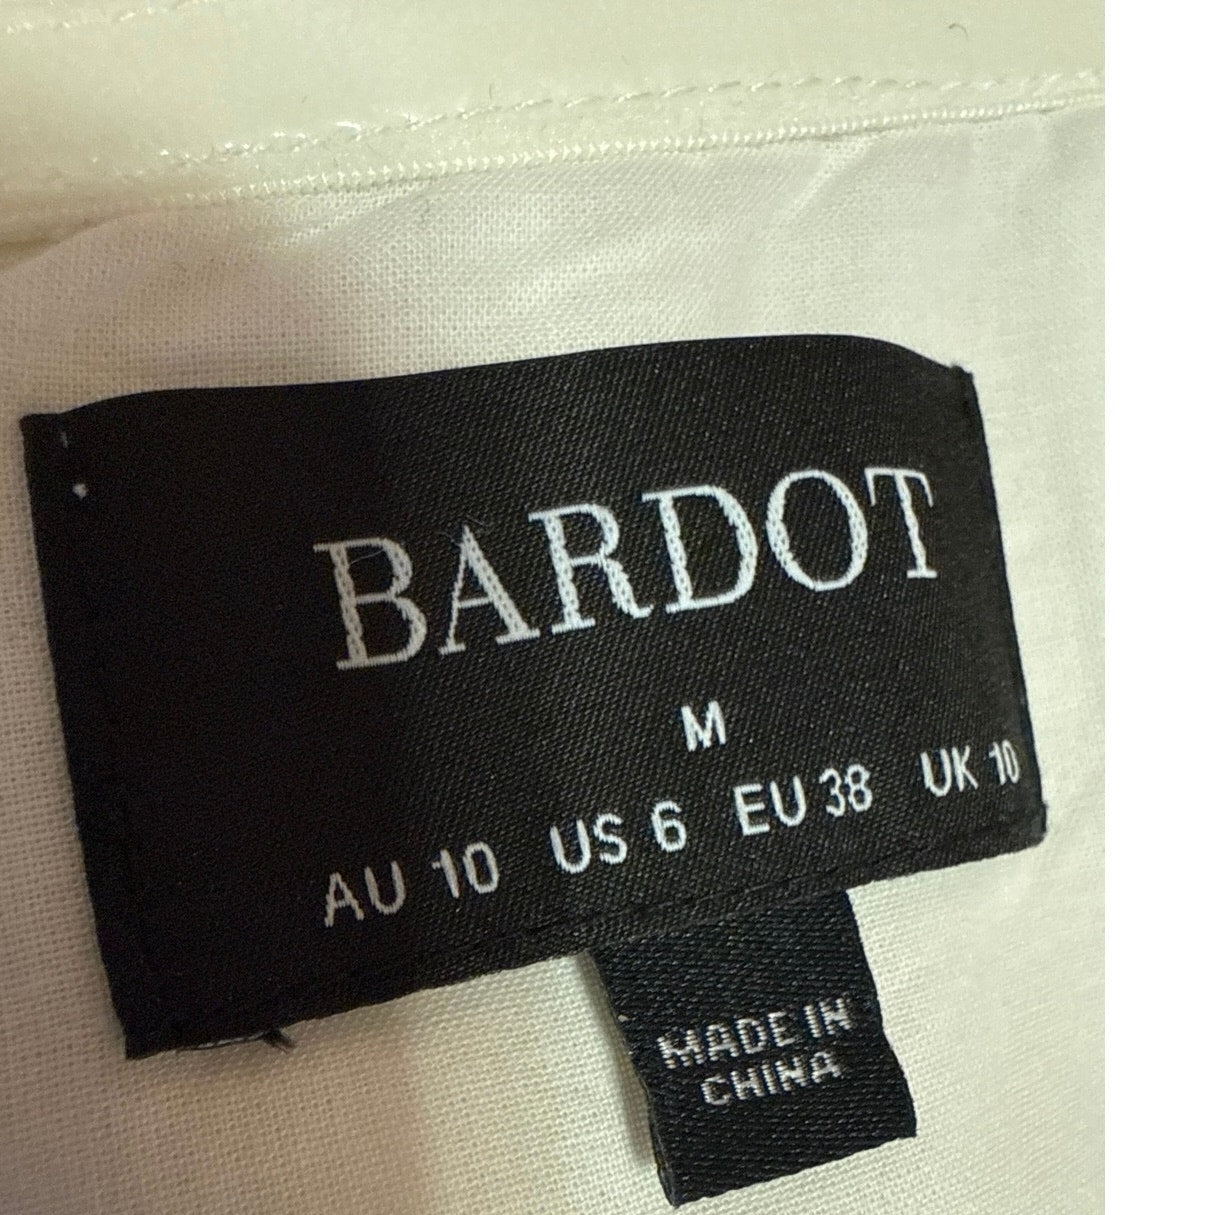 BARDOT
M
AU 10 US 6 EU 38 UK 10
MADE IN
CHINA